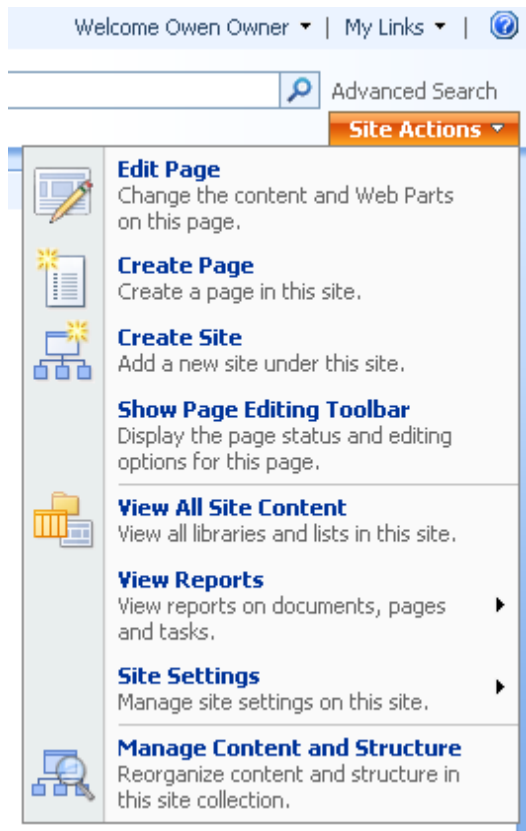 Welcome Owen Owner | My Links |
Advanced Search
Site Actions
Edit Page
Change the content and Web Parts
on this page.
Create Page
Create a page in this site.
Create Site
Add a new site under this site.
Show Page Editing Toolbar
Display the page status and editing
options for this page.
View All Site Content
View all libraries and lists in this site.
View Reports
View reports on documents, pages
and tasks.
Site Settings
Manage site settings on this site.
Manage Content and Structure
Reorganize content and structure in
this site collection.